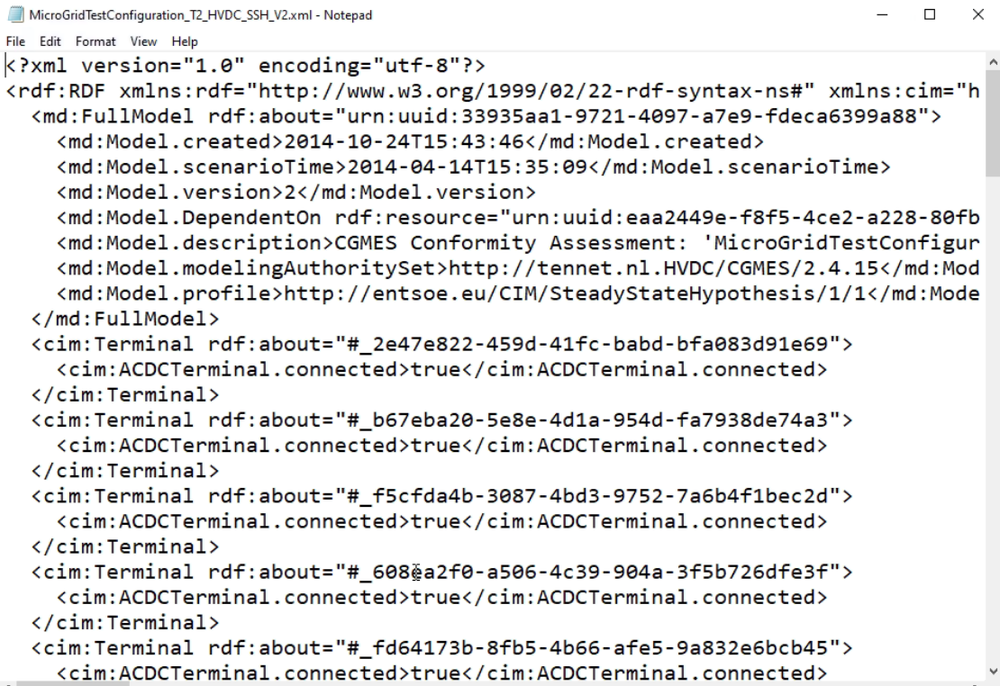 MicroGridTestConfiguration_T2_HVDC_SSH_V2.xml - Notepad
File Edit Format View Help
<?xml version="1.0" encoding="utf-8"?>
<rdf:RDF xmlns:rdf="http://www.w3.org/1999/02/22-rdf-syntax-ns#" xmlns:cim="h
  <md:FullModel rdf:about="urn:uuid:33935aa1-9721-4097-a7e9-fdeca6399a88">
    <md:Model.created>2014-10-24T15:43:46</md:Model.created>
    <md:Model.scenarioTime>2014-04-14T15:35:09</md:Model.scenarioTime>
    <md:Model.version>2</md:Model.version>
    <md:Model.DependentOn rdf:resource="urn:uuid:eaa2449e-f8f5-4ce2-a228-80fb
    <md:Model.description>CGMES Conformity Assessment: 'MicroGridTestConfigur
    <md:Model.modelingAuthoritySet>http://tennet.nl.HVDC/CGMES/2.4.15</md:Mod
    <md:Model.profile>http://entsoe.eu/CIM/SteadyStateHypothesis/1/1</md:Mode
  </md:FullModel>
  <cim:Terminal rdf:about="#_2e47e822-459d-41fc-babd-bfa083d91e69">
    <cim:ACDCTerminal.connected>true</cim:ACDCTerminal.connected>
  </cim:Terminal>
  <cim:Terminal rdf:about="#_b67eba20-5e8e-4d1a-954d-fa7938de74a3">
    <cim:ACDCTerminal.connected>true</cim:ACDCTerminal.connected>
  </cim:Terminal>
  <cim:Terminal rdf:about="#_f5cfda4b-3087-4bd3-9752-7a6b4f1bec2d">
    <cim:ACDCTerminal.connected>true</cim:ACDCTerminal.connected>
  </cim:Terminal>
  <cim:Terminal rdf:about="#_608ea2f0-a506-4c39-904a-3f5b726dfe3f">
    <cim:ACDCTerminal.connected>true</cim:ACDCTerminal.connected>
  </cim:Terminal>
  <cim:Terminal rdf:about="#_fd64173b-8fb5-4b66-afe5-9a832e6bcb45">
    <cim:ACDCTerminal.connected>true</cim:ACDCTerminal.connected>